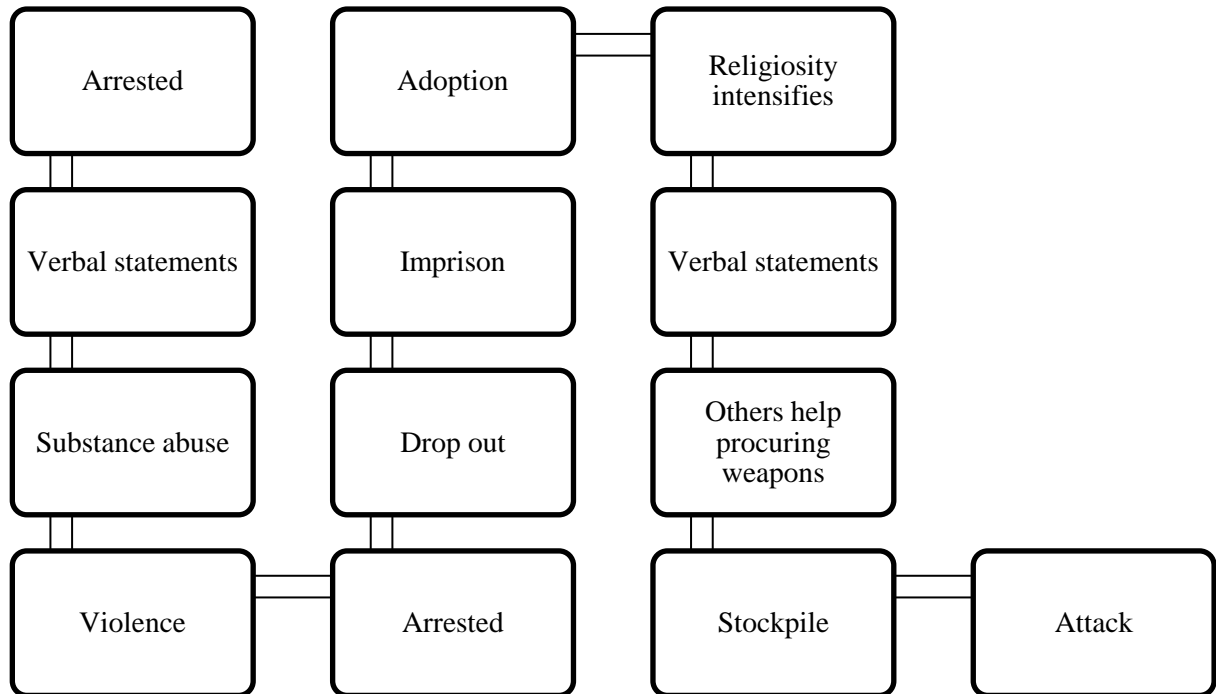 Arrested
Verbal statements
Substance abuse
Violence
Arrested
Drop out
Imprison
Adoption
Religiosity
intensifies
Verbal statements
Others help
procuring
weapons
Stockpile
Attack